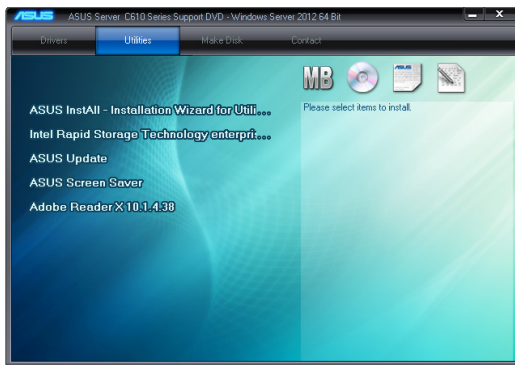 ASUS ASUS Server C610 Series Support DVD - Windows Server 2012 64 Bit
Drivers Utilities Make Disk Contact
MB
Please select items to install.
ASUS InstAll - Installation Wizard for Utili...
Intel Rapid Storage Technology enterpri...
ASUS Update
ASUS Screen Saver
Adobe Reader X 10.1.4.38